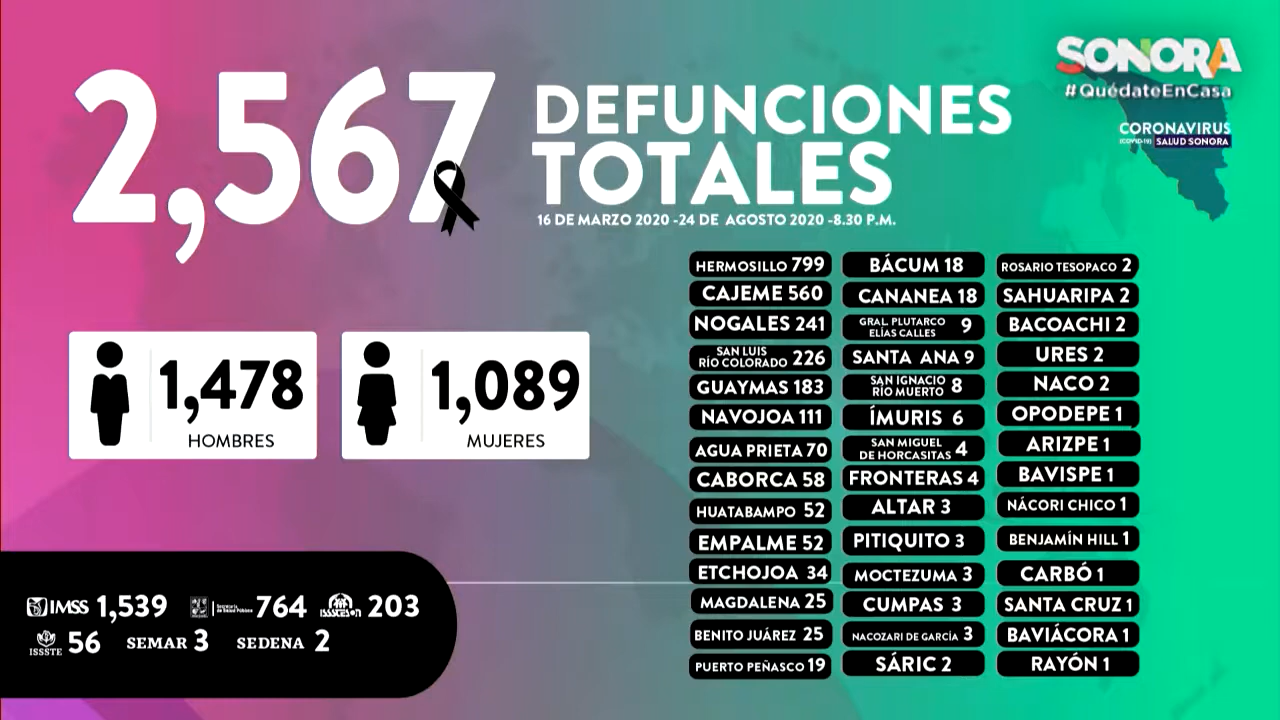 2,567
DEFUNCIONES
TOTALES
16 DE MARZO 2020 -24 DE AGOSTO 2020 -8.30 P.M.
SONORA
#QuédateEnCasa
CORONAVIRUS
(COVID-19) SALUD SONORA
1,478
HOMBRES
1,089
MUJERES
HERMOSILLO 799
CAJEME 560
NOGALES 241
SAN LUIS
RÍO COLORADO 226
GUAYMAS 183
NAVOJOA 111
AGUA PRIETA 70
CABORCA 58
HUATABAMPO 52
EMPALME 52
ETCHOJOA 34
MAGDALENA 25
BENITO JUÁREZ 25
PUERTO PEÑASCO 19
BÁCUM 18
CANANEA 18
GRAL. PLUTARCO
ELÍAS CALLES 9
SANTA ANA 9
SAN IGNACIO
RÍO MUERTO 8
ÍMURIS 6
SAN MIGUEL
DE HORCASITAS 4
FRONTERAS 4
ALTAR 3
PITIQUITO 3
MOCTEZUMA 3
CUMPAS 3
NACOZARI DE GARCÍA 3
SÁRIC 2
ROSARIO TESOPACO 2
SAHUARIPA 2
BACOACHI 2
URES 2
NACO 2
OPODEPE 1
ARIZPE 1
BAVISPE 1
NÁCORI CHICO 1
BENJAMÍN HILL 1
CARBÓ 1
SANTA CRUZ 1
BAVIÁCORA 1
RAYÓN 1
IMSS 1,539
Secretaría
de Salud Pública 764
ISSSTESON 203
ISSSTE 56 SEMAR 3 SEDENA 2